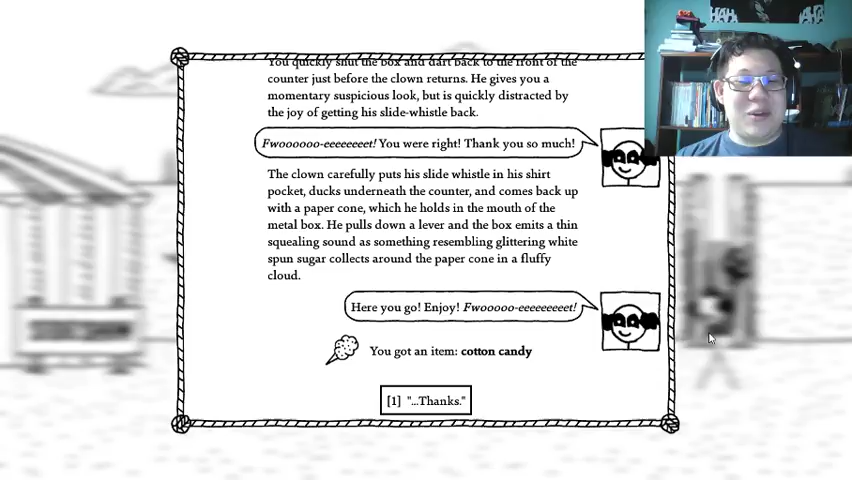 You quickly shut the box and dart back to the front of the
counter just before the clown returns. He gives you a
momentary suspicious look, but is quickly distracted by
the joy of getting his slide-whistle back.
Fwoooooo-eeeeeeeet! You were right! Thank you so much!
The clown carefully puts his slide whistle in his shirt
pocket, ducks underneath the counter, and comes back up
with a paper cone, which he holds in the mouth of the
metal box. He pulls down a lever and the box emits a thin
squealing sound as something resembling glittering white
spun sugar collects around the paper cone in a fluffy
cloud.
Here you go! Enjoy! Fwooooo-eeeeeeeeet!
You got an item: cotton candy
[1] "...Thanks."